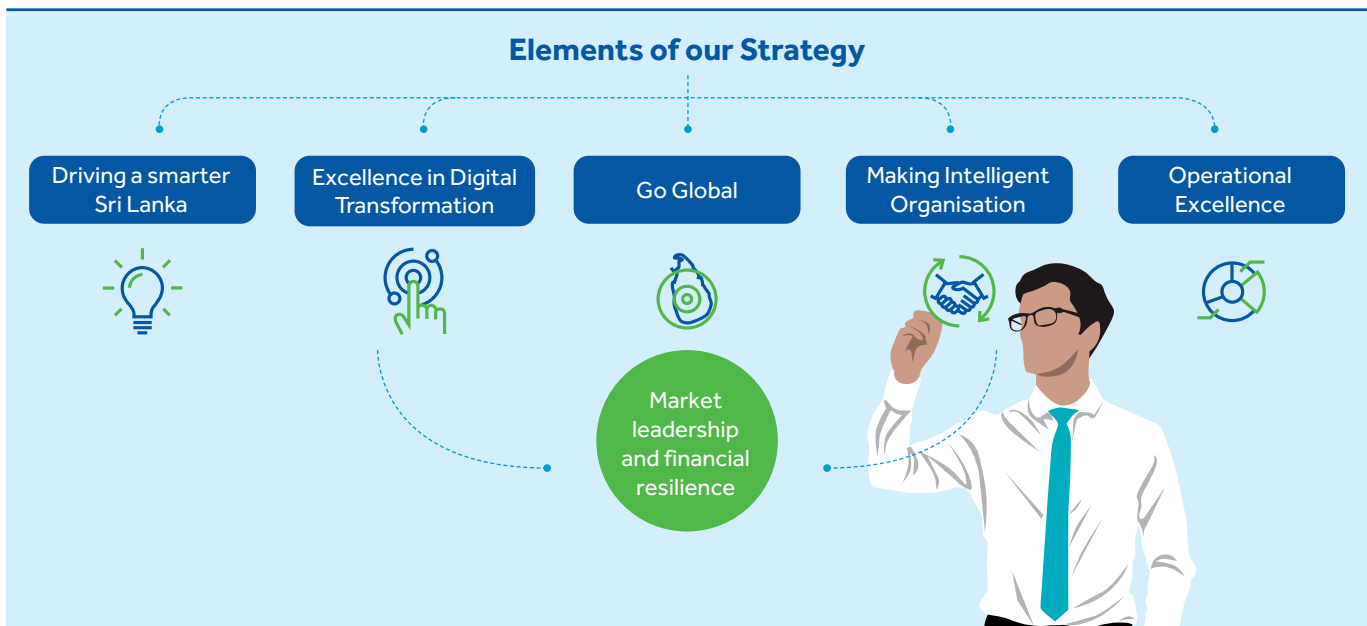 Elements of our Strategy
Driving a smarter
Sri Lanka
Excellence in Digital
Transformation
Go Global
Making Intelligent
Organisation
Operational
Excellence
Market
leadership
and financial
resilience